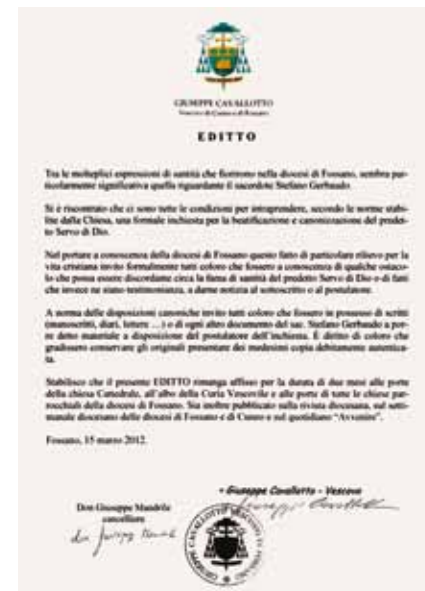 GIUSEPPE CAVALLOTTO
Vescovo di Cuneo e di Fossano
EDITTO
Tra le molteplici espressioni di santità che fiorirono nella diocesi di Fossano, sembra par-
ticolarmente significativa quella riguardante il sacerdote Stefano Gerbaudo.
Si è riscontrato che ci sono tutte le condizioni per intraprendere, secondo le norme stabi-
lite dalla Chiesa, una formale inchiesta per la beatificazione e canonizzazione del predet-
to Servo di Dio.
Nel portare a conoscenza della diocesi di Fossano questo fatto di particolare rilievo per la
vita cristiana invito formalmente tutti coloro che fossero a conoscenza di qualche ostaco-
lo che possa essere discordante circa la fama di santità del predetto Servo di Dio o di fatti
che invece ne siano testimonianza, a darne notizia al sottoscritto o al postulatore.
A norma delle disposizioni canoniche invito tutti coloro che fossero in possesso di scritti
(manoscritti, diari, lettere ...) o di ogni altro documento del sac. Stefano Gerbaudo a por-
re detto materiale a disposizione del postulatore dell'inchiesta. È diritto di coloro che
gradissero conservare gli originali presentare dei medesimi copia debitamente autentica-
ta.
Stabilisco che il presente EDITTO rimanga affisso per la durata di due mesi alle porte
della chiesa Cattedrale, all'albo della Curia Vescovile e alle porte di tutte le chiese par-
rocchiali della diocesi di Fossano. Sia inoltre pubblicato sulla rivista diocesana, sul setti-
manale diocesano delle diocesi di Fossano e di Cuneo e sul quotidiano "Avvenire".
Fossano, 15 marzo 2012.
+ Giuseppe Cavallotto - Vescovo
Don Giuseppe Mandrile
cancelliere